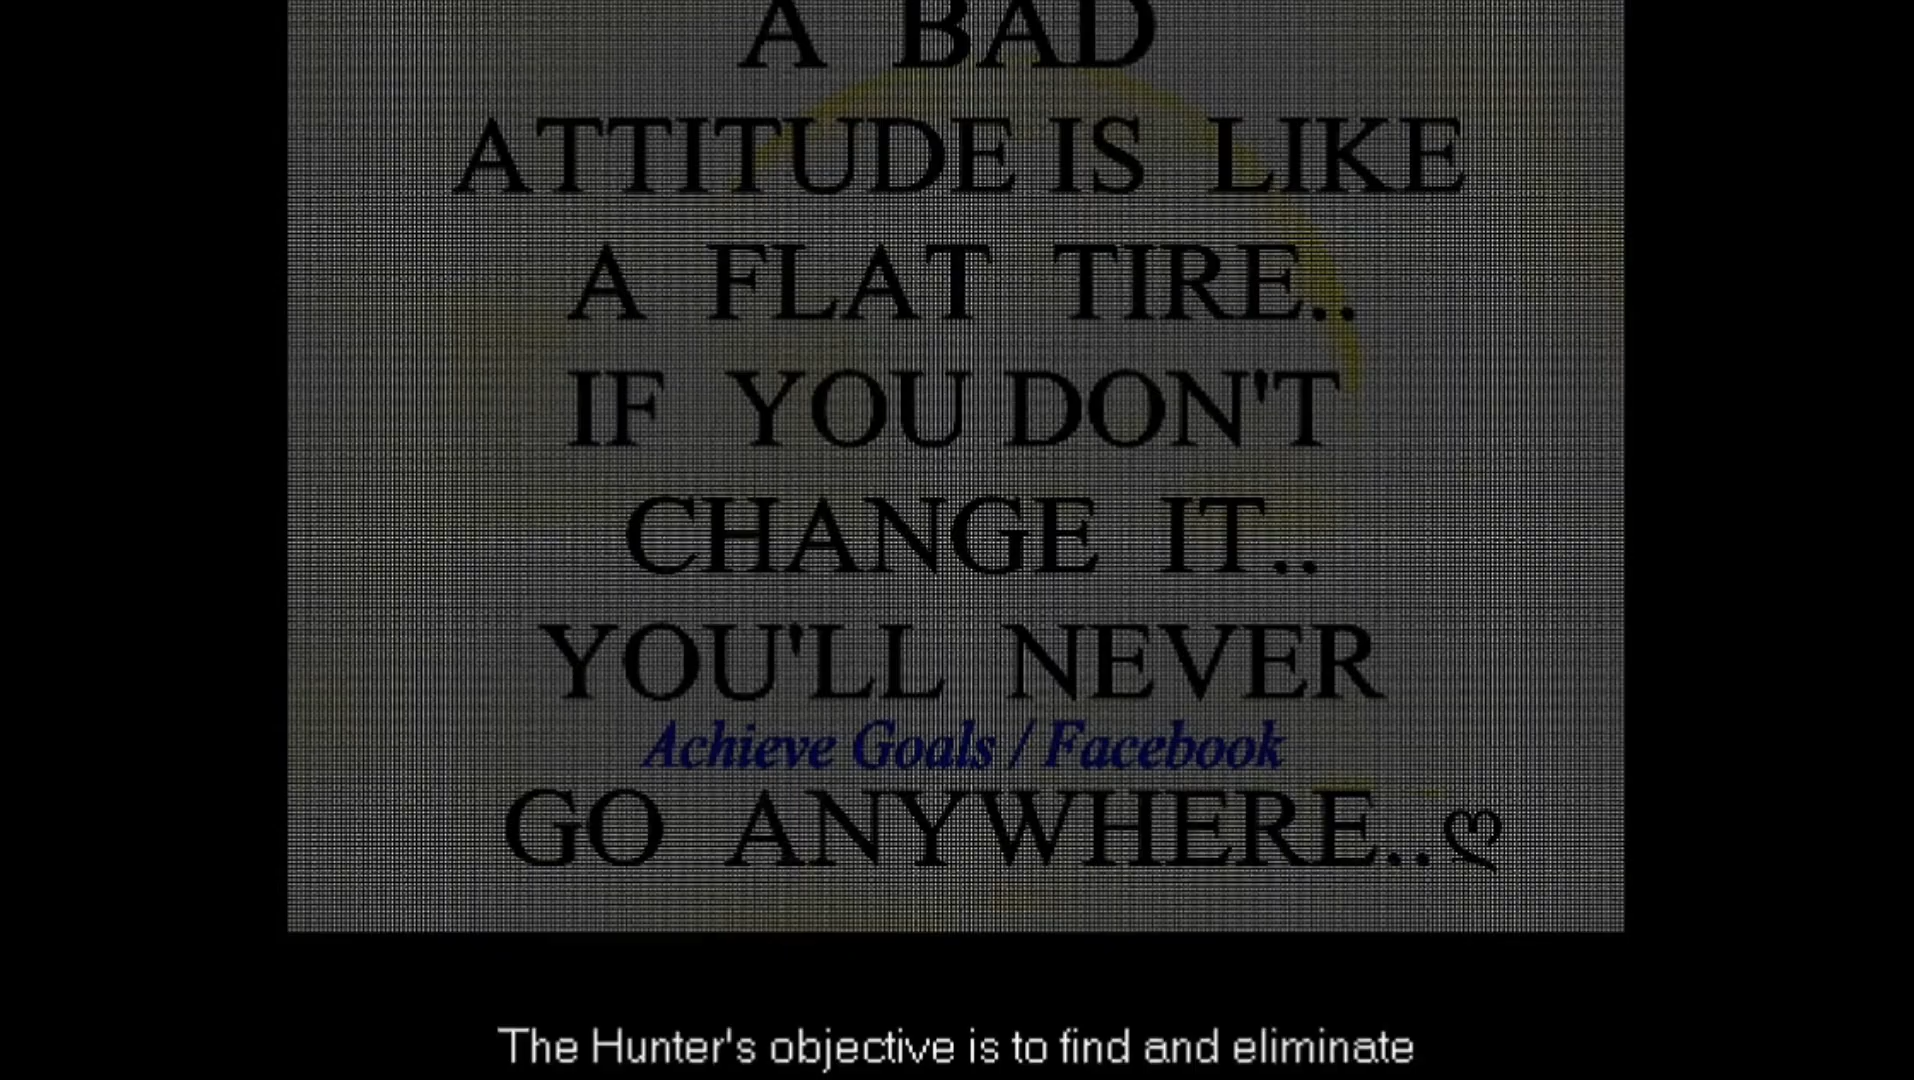 A BAD
ATTITUDE IS LIKE
A FLAT TIRE..
IF YOU DON'T
CHANGE IT..
YOU'LL NEVER
Achieve Goals / Facebook
GO ANYWHERE..ღ
The Hunter's objective is to find and eliminate